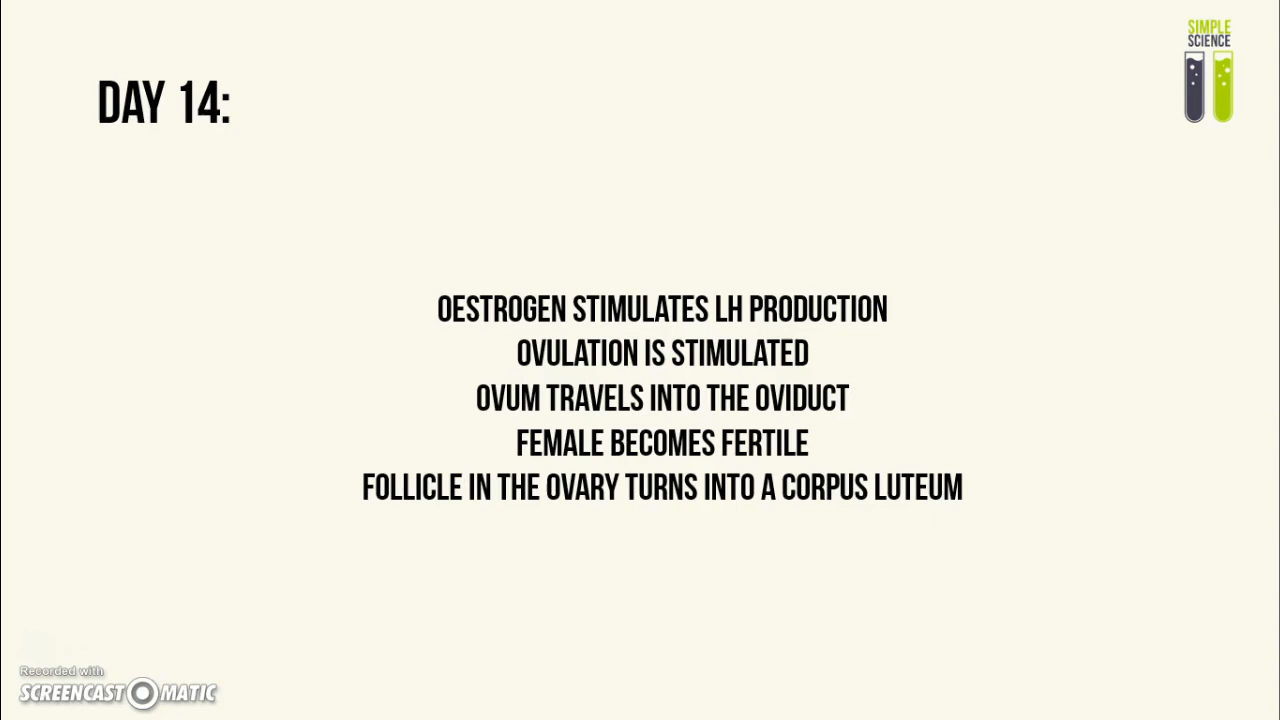 SIMPLE
SCIENCE
DAY 14:
OESTROGEN STIMULATES LH PRODUCTION
OVULATION IS STIMULATED
OVUM TRAVELS INTO THE OVIDUCT
FEMALE BECOMES FERTILE
FOLLICLE IN THE OVARY TURNS INTO A CORPUS LUTEUM
Recorded with
SCREENCAST MATIC